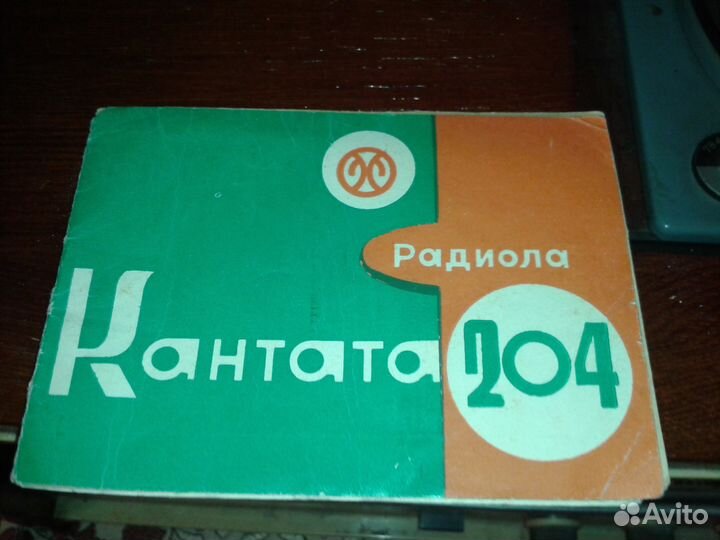 Радиола
Кантата
204
Avito